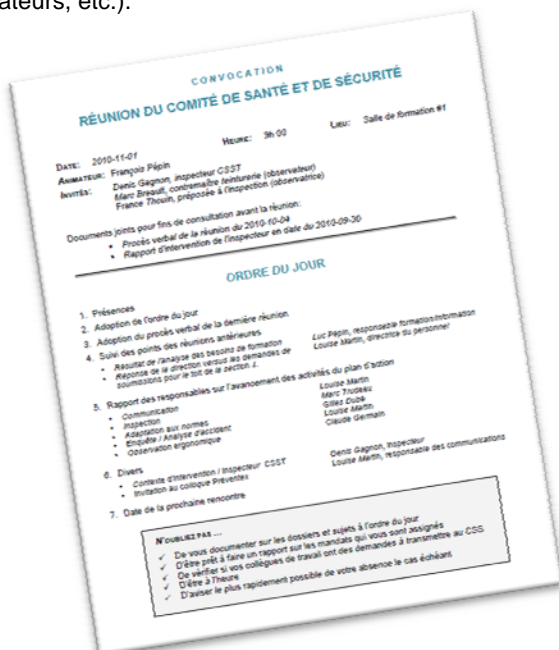 ateurs, etc.).
CONVOCATION
RÉUNION DU COMITÉ DE SANTÉ ET DE SÉCURITÉ
DATE: 2010-11-01 HEURE: 9h 00 LIEU: Salle de formation #1
ANIMATEUR: François Pépin
INVITÉS: Denis Gagnon, inspecteur CSST
Marc Breault, contremaître teinturerie (observateur)
France Thouin, préposée à l'inspection (observatrice)
Documents joints pour fins de consultation avant la réunion:
• Procès verbal de la réunion du 2010-10-04
• Rapport d'intervention de l'inspecteur en date du 2010-09-30
ORDRE DU JOUR
1. Présences
2. Adoption de l'ordre du jour
3. Adoption du procès verbal de la dernière réunion
4. Suivi des points des réunions antérieures
• Résultat de l'analyse des besoins de formation Luc Pépin, responsable formation/information
• Réponse de la direction versus les demandes de Louise Martin, directrice du personnel
soumissions pour le toit de la section 1.
5. Rapport des responsables sur l'avancement des activités du plan d'action
• Communication Louise Martin
• Inspection Marc Trudeau
• Adaptation aux normes Gilles Dubé
• Enquête / Analyse d'accident Louise Martin
• Observation ergonomique Claude Germain
6. Divers
• Contexte d'intervention / Inspecteur CSST Denis Gagnon, Inspecteur
• Invitation au colloque Préventex Louise Martin, responsable des communications
7. Date de la prochaine rencontre
N'OUBLIEZ PAS ...
✓ De vous documenter sur les dossiers et sujets à l'ordre du jour
✓ D'être prêt à faire un rapport sur les mandats qui vous sont assignés
✓ De vérifier si vos collègues de travail ont des demandes à transmettre au CSS
✓ D'être à l'heure
✓ D'aviser le plus rapidement possible de votre absence le cas échéant